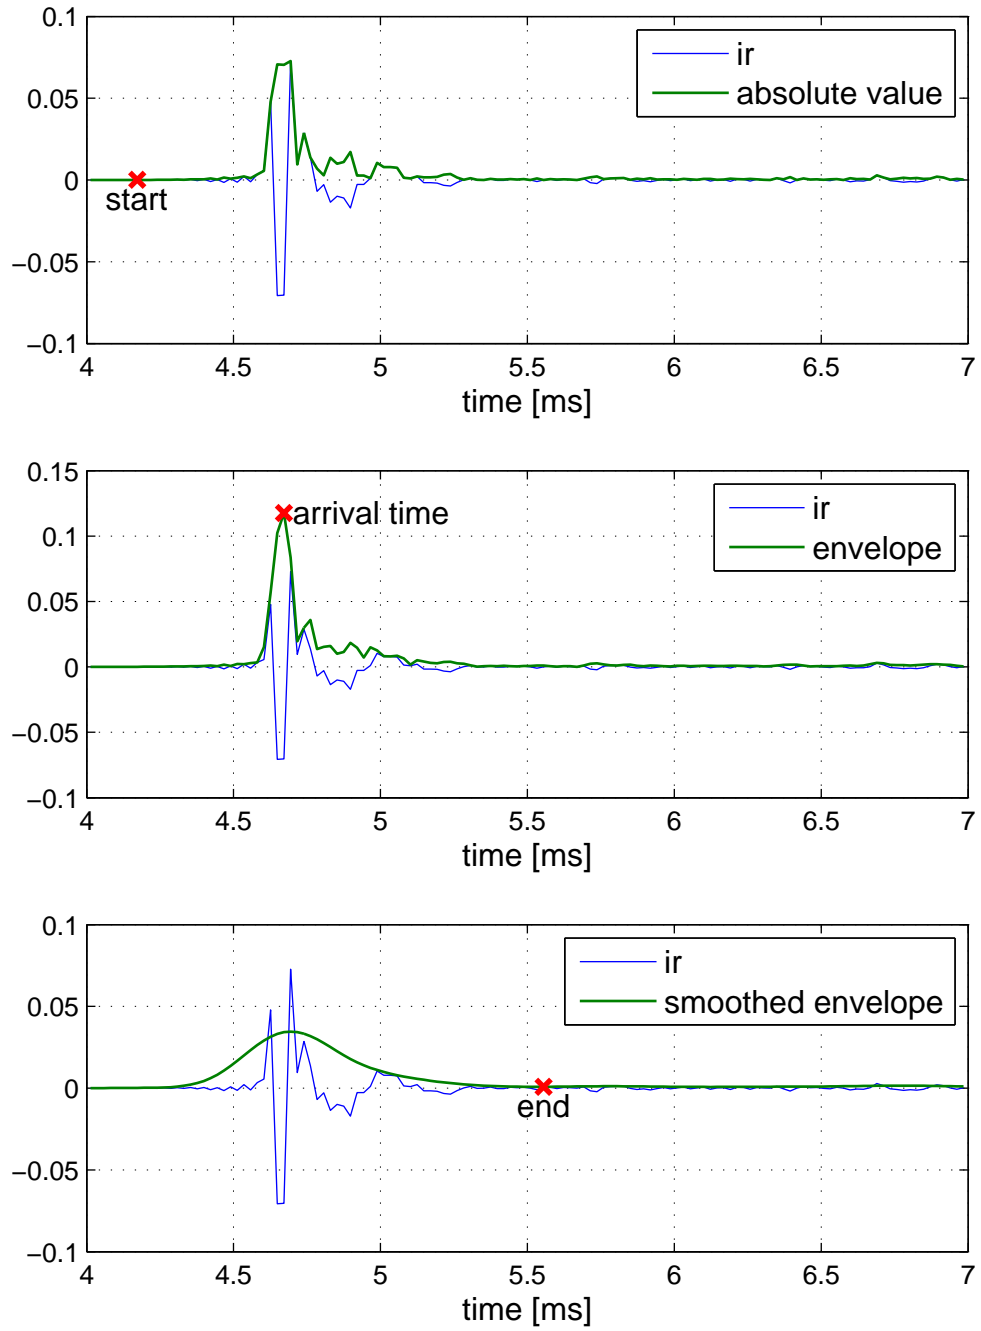 0.1
0.05
0
−0.05
−0.1
ir
absolute value
start
4 4.5 5 5.5 6 6.5 7
time [ms]
0.15
0.1
0.05
0
−0.05
−0.1
arrival time
ir
envelope
4 4.5 5 5.5 6 6.5 7
time [ms]
0.1
0.05
0
−0.05
−0.1
ir
smoothed envelope
end
4 4.5 5 5.5 6 6.5 7
time [ms]